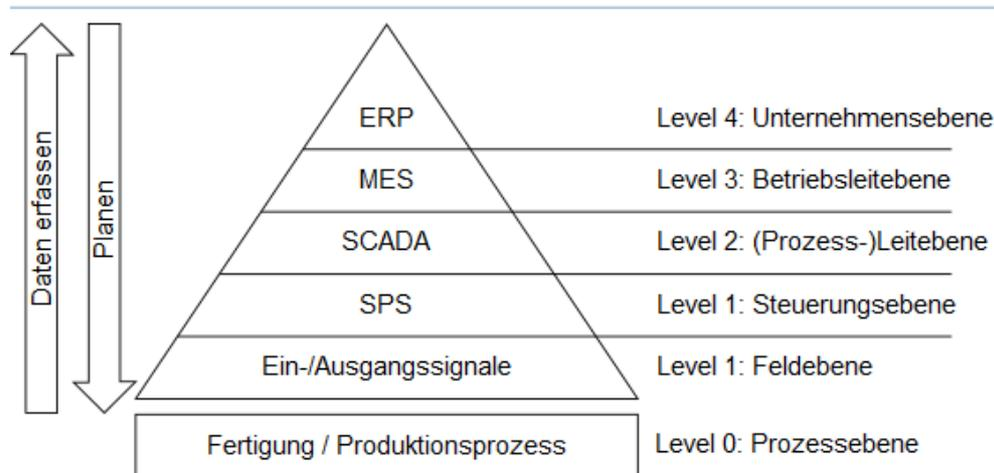 Daten erfassen
Planen
ERP
Level 4: Unternehmensebene
MES
Level 3: Betriebsleitebene
SCADA
Level 2: (Prozess-)Leitebene
SPS
Level 1: Steuerungsebene
Ein-/Ausgangssignale
Level 1: Feldebene
Fertigung / Produktionsprozess
Level 0: Prozessebene